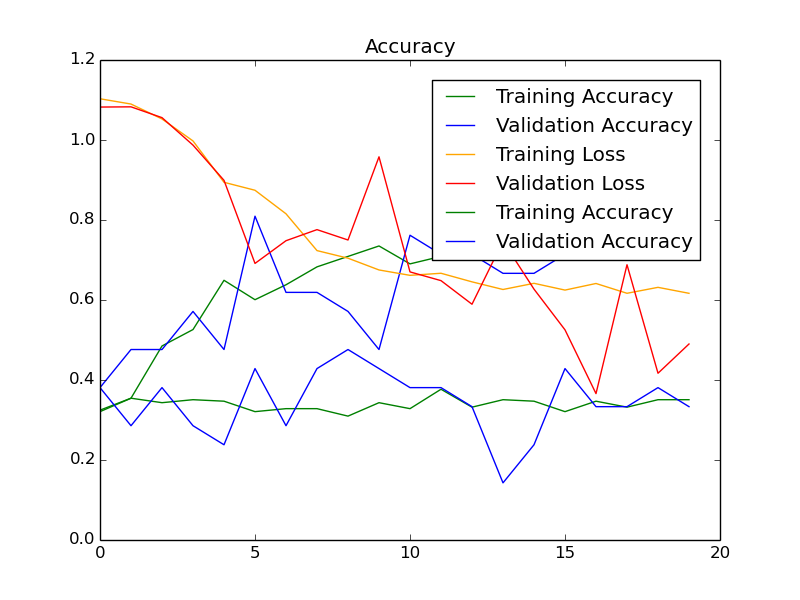 Accuracy
1.2
1.0
0.8
0.6
0.4
0.2
0.0
Training Accuracy
Validation Accuracy
Training Loss
Validation Loss
Training Accuracy
Validation Accuracy
0 5 10 15 20